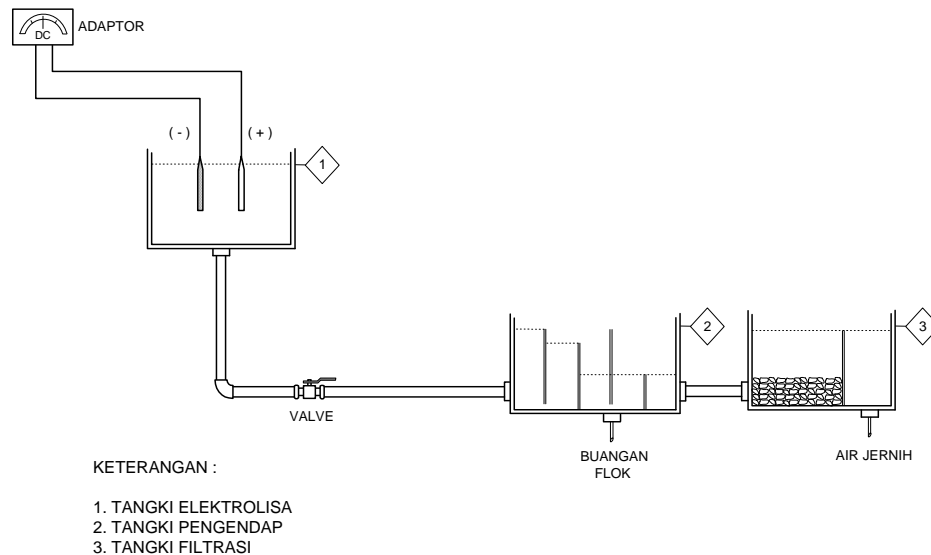 DC
ADAPTOR
( - )
( + )
1
2
3
VALVE
BUANGAN
FLOK
AIR JERNIH
KETERANGAN :
1. TANGKI ELEKTROLISA
2. TANGKI PENGENDAP
3. TANGKI FILTRASI